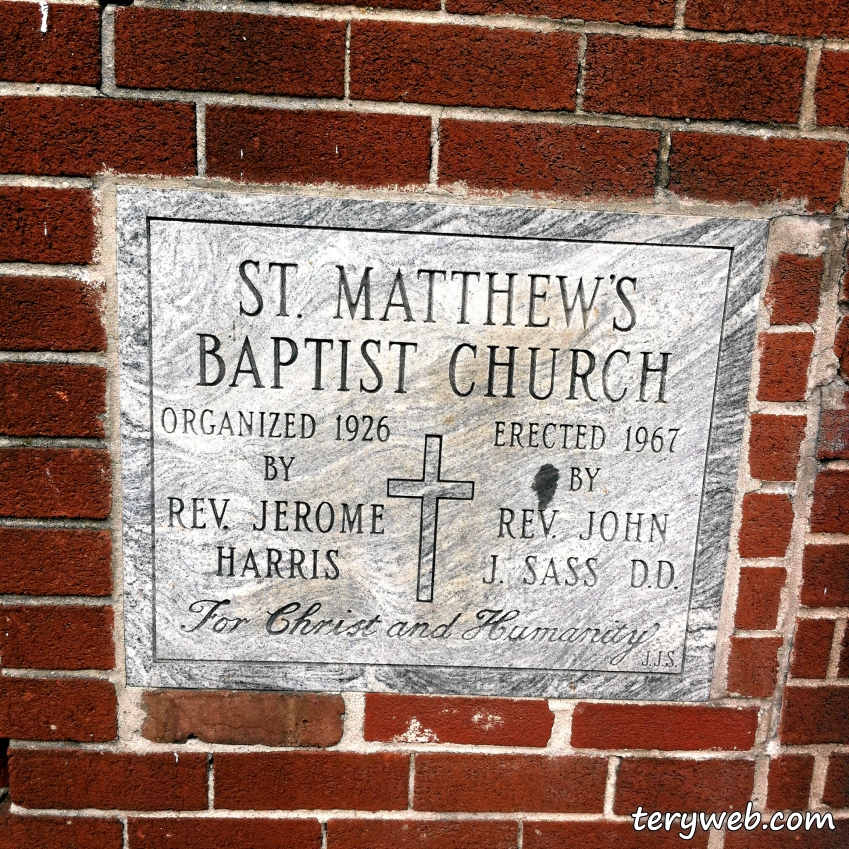 ST. MATTHEW'S
BAPTIST CHURCH
ORGANIZED 1926
BY
REV. JEROME
HARRIS
ERECTED 1967
BY
REV. JOHN
J. SASS D.D.
For Christ and Humanity
J.J.S.
teryweb.com